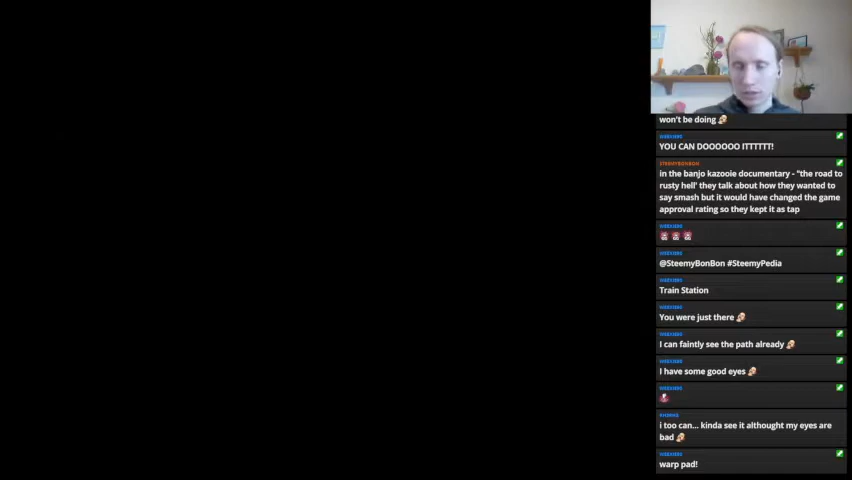 won't be doing
YOU CAN DOOOOOO ITTTTTT!
STEEMYBONBON
in the banjo kazooie documentary - "the road to
rusty hell' they talk about how they wanted to
say smash but it would have changed the game
approval rating so they kept it as tap
@SteemyBonBon #SteemyPedia
Train Station
You were just there
I can faintly see the path already
I have some good eyes
i too can... kinda see it althought my eyes are
bad
warp pad!